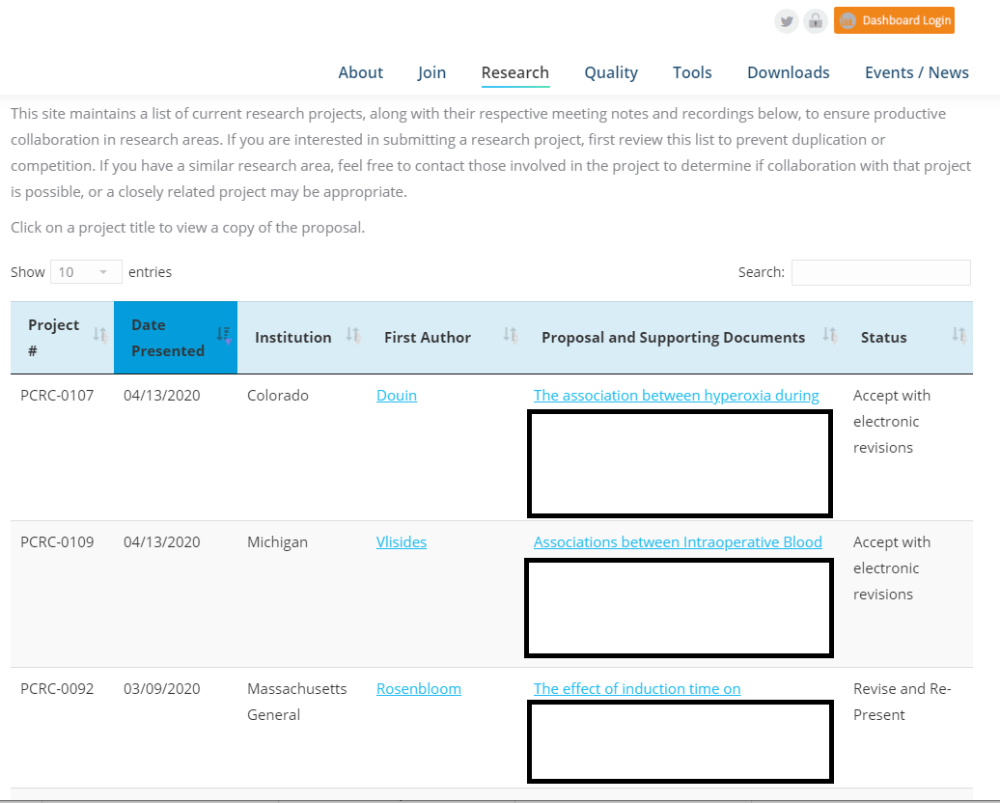 Dashboard Login
About Join Research Quality Tools Downloads Events / News
This site maintains a list of current research projects, along with their respective meeting notes and recordings below, to ensure productive
collaboration in research areas. If you are interested in submitting a research project, first review this list to prevent duplication or
competition. If you have a similar research area, feel free to contact those involved in the project to determine if collaboration with that project
is possible, or a closely related project may be appropriate.
Click on a project title to view a copy of the proposal.
Show 10 entries Search:
Project # Date Presented Institution First Author Proposal and Supporting Documents Status
PCRC-0107 04/13/2020 Colorado Douin The association between hyperoxia during Accept with
electronic
revisions
PCRC-0109 04/13/2020 Michigan Vlisides Associations between Intraoperative Blood Accept with
electronic
revisions
PCRC-0092 03/09/2020 Massachusetts Rosenbloom The effect of induction time on Revise and Re-
General Present